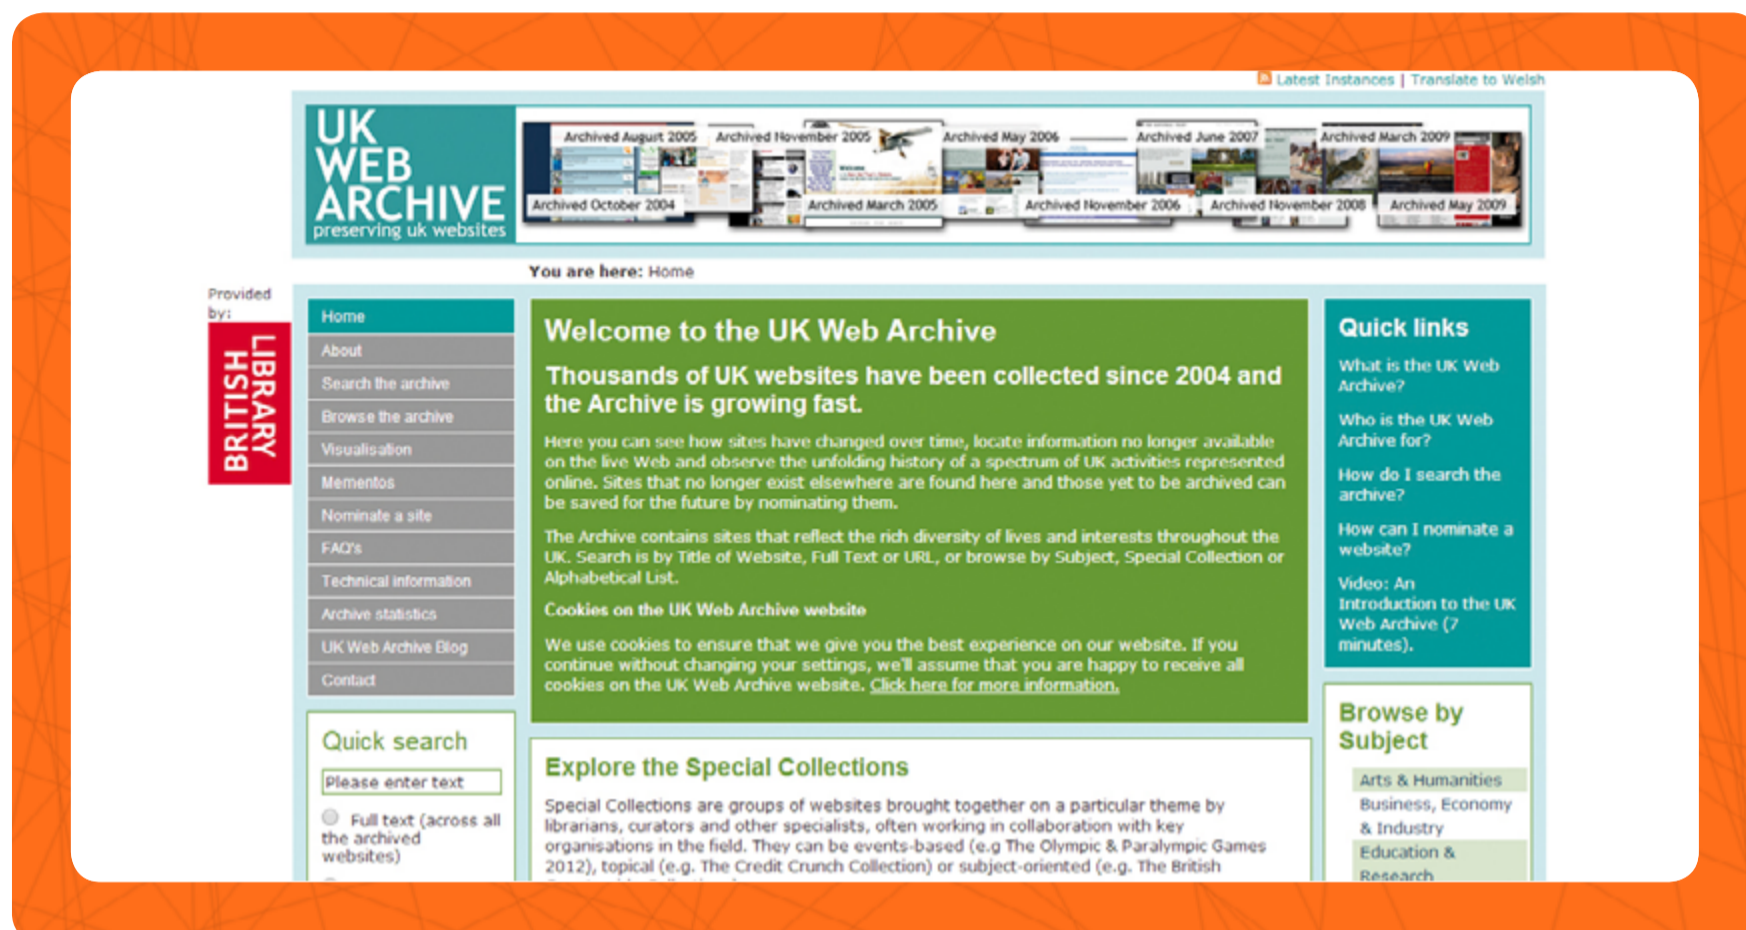 Latest Instances | Translate to Welsh
UK
WEB
ARCHIVE
preserving uk websites
Archived August 2005
Archived November 2005
Archived May 2006
Archived June 2007
Archived March 2009
Archived October 2004
Archived March 2005
Archived November 2006
Archived November 2008
Archived May 2009
You are here: Home
Provided
by:
BRITISH
LIBRARY
Home
About
Search the archive
Browse the archive
Visualisation
Mementos
Nominate a site
FAQ's
Technical information
Archive statistics
UK Web Archive Blog
Contact
Quick search
Please enter text
Full text (across all
the archived
websites)
Welcome to the UK Web Archive
Thousands of UK websites have been collected since 2004 and
the Archive is growing fast.
Here you can see how sites have changed over time, locate information no longer available
on the live Web and observe the unfolding history of a spectrum of UK activities represented
online. Sites that no longer exist elsewhere are found here and those yet to be archived can
be saved for the future by nominating them.
The Archive contains sites that reflect the rich diversity of lives and interests throughout the
UK. Search is by Title of Website, Full Text or URL, or browse by Subject, Special Collection or
Alphabetical List.
Cookies on the UK Web Archive website
We use cookies to ensure that we give you the best experience on our website. If you
continue without changing your settings, we'll assume that you are happy to receive all
cookies on the UK Web Archive website. Click here for more information.
Explore the Special Collections
Special Collections are groups of websites brought together on a particular theme by
librarians, curators and other specialists, often working in collaboration with key
organisations in the field. They can be events-based (e.g The Olympic & Paralympic Games
2012), topical (e.g. The Credit Crunch Collection) or subject-oriented (e.g. The British
Quick links
What is the UK Web
Archive?
Who is the UK Web
Archive for?
How do I search the
archive?
How can I nominate a
website?
Video: An
Introduction to the UK
Web Archive (7
minutes).
Browse by
Subject
Arts & Humanities
Business, Economy
& Industry
Education &
Research